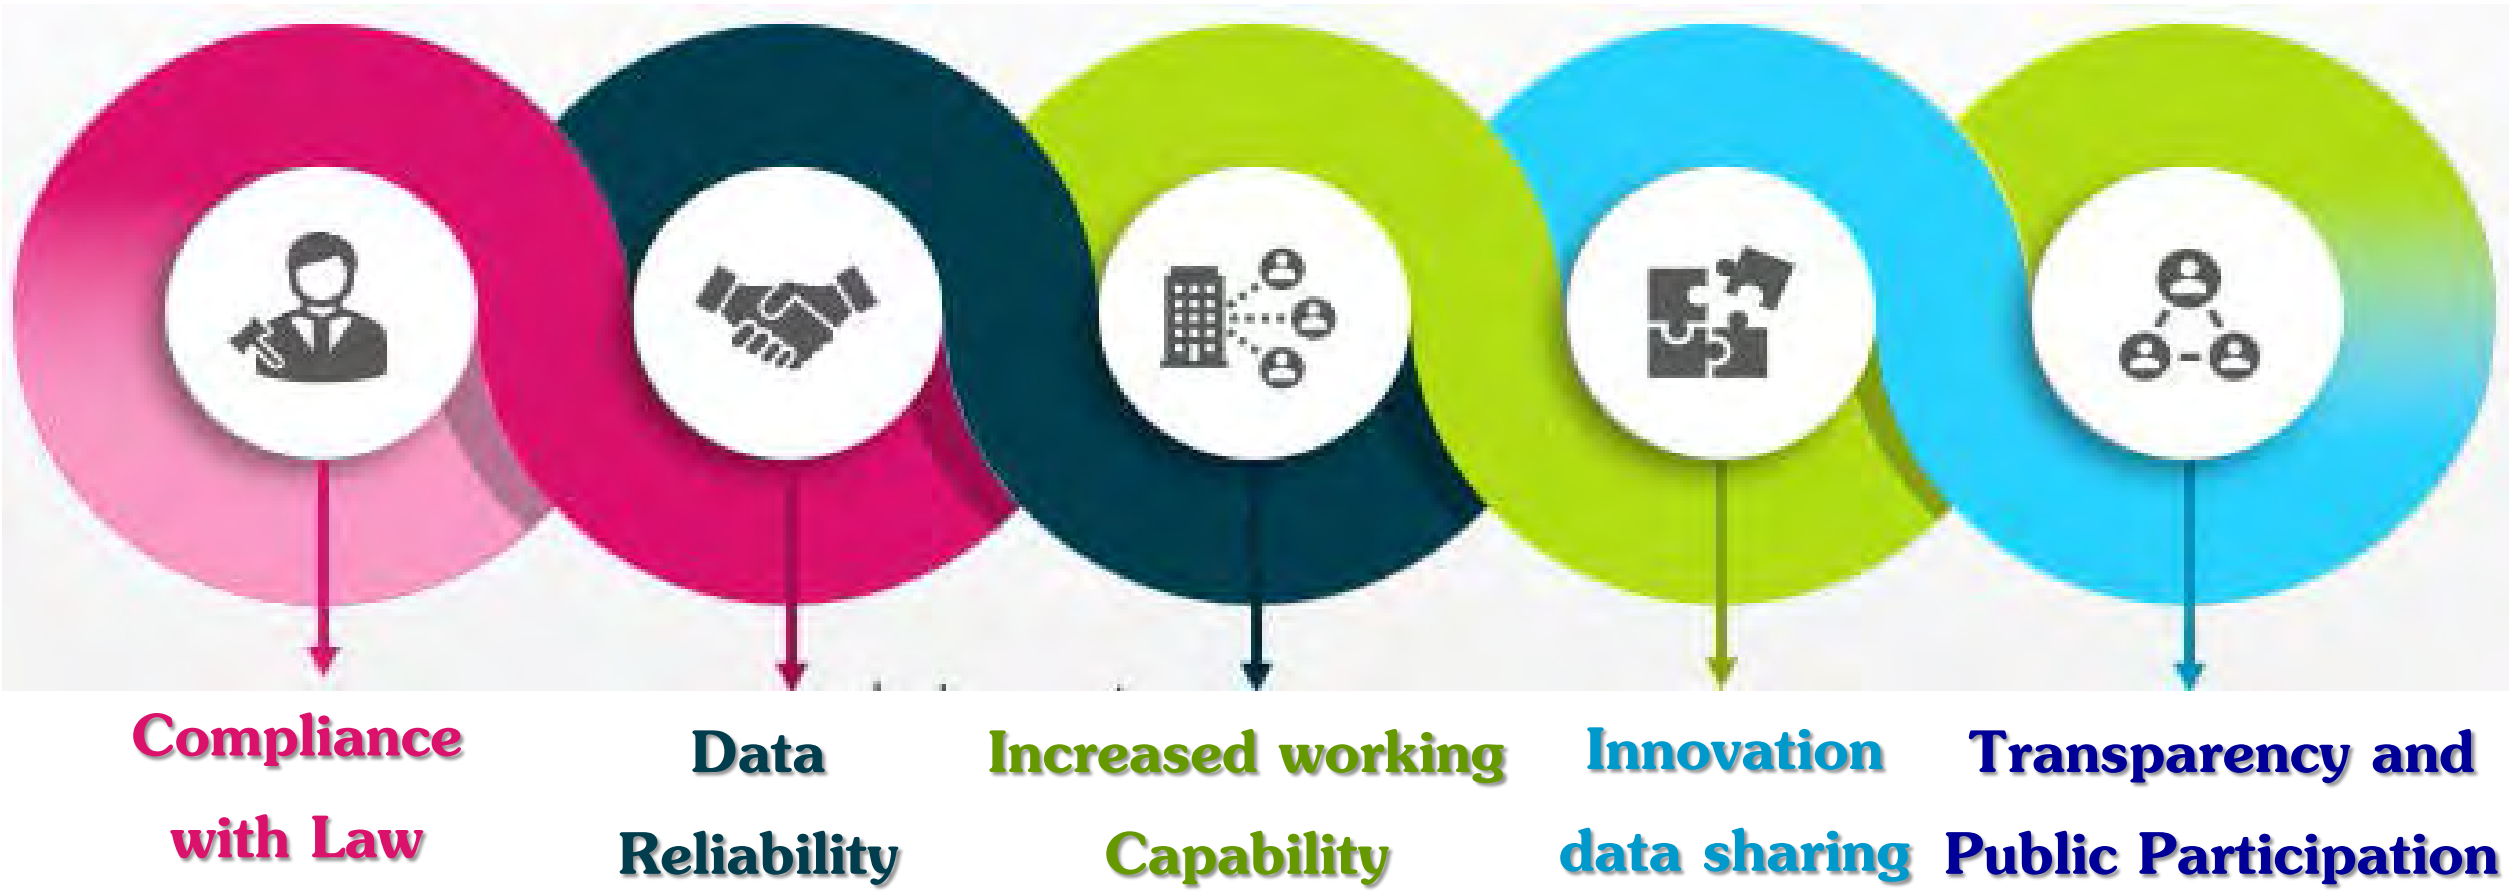 Compliance
with Law
Data
Reliability
Increased working
Capability
Innovation
data sharing
Transparency and
Public Participation